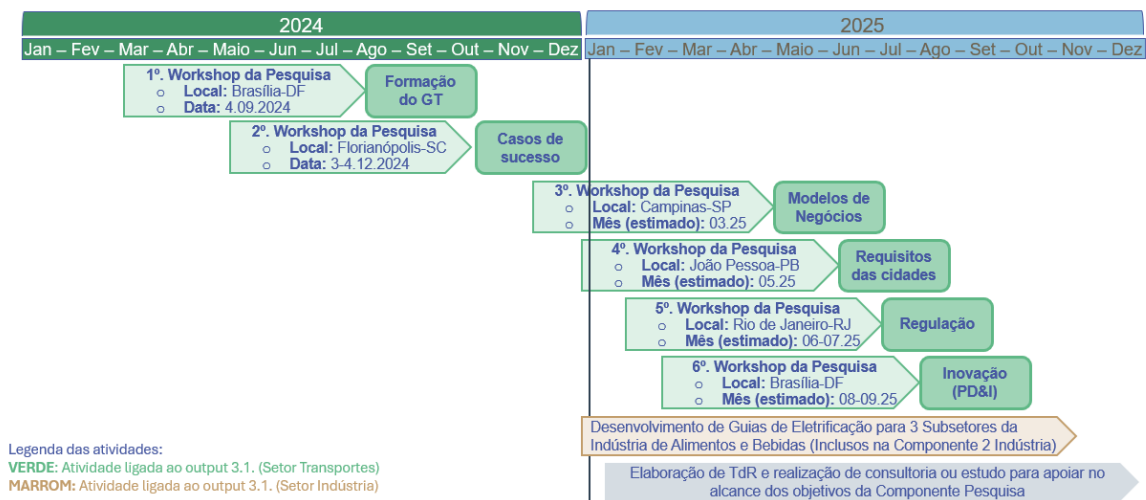 2024
2025
Jan – Fev – Mar – Abr – Maio – Jun – Jul – Ago – Set – Out – Nov – Dez
Jan – Fev – Mar – Abr – Maio – Jun – Jul – Ago – Set – Out – Nov – Dez
1º. Workshop da Pesquisa
o Local: Brasília-DF
o Data: 4.09.2024
Formação
do GT
2º. Workshop da Pesquisa
o Local: Florianópolis-SC
o Data: 3-4.12.2024
Casos de
sucesso
3º. Workshop da Pesquisa
o Local: Campinas-SP
o Mês (estimado): 03.25
Modelos de
Negócios
4º. Workshop da Pesquisa
o Local: João Pessoa-PB
o Mês (estimado): 05.25
Requisitos
das cidades
5º. Workshop da Pesquisa
o Local: Rio de Janeiro-RJ
o Mês (estimado): 06-07.25
Regulação
6º. Workshop da Pesquisa
o Local: Brasília-DF
o Mês (estimado): 08-09.25
Inovação
(PD&I)
Desenvolvimento de Guias de Eletrificação para 3 Subsetores da
Indústria de Alimentos e Bebidas (Inclusos na Componente 2 Indústria)
Elaboração de TdR e realização de consultoria ou estudo para apoiar no
alcance dos objetivos da Componente Pesquisa
Legenda das atividades:
VERDE: Atividade ligada ao output 3.1. (Setor Transportes)
MARROM: Atividade ligada ao output 3.1. (Setor Indústria)